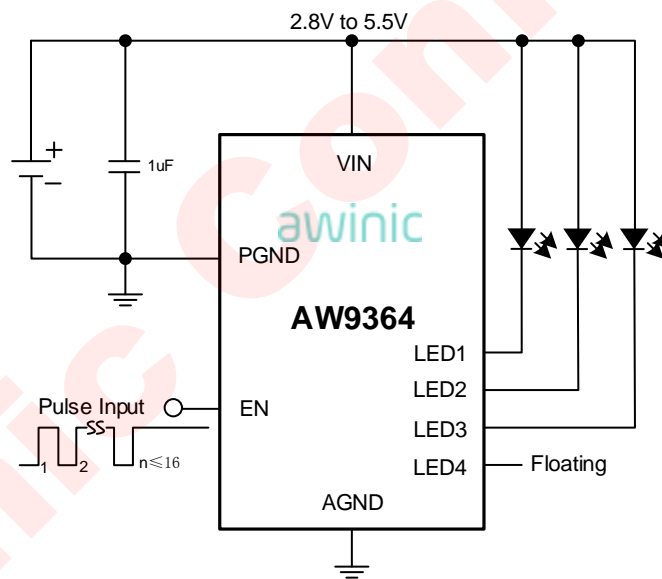 2.8V to 5.5V
+
1uF
−
VIN
awinic
PGND
AW9364
LED1
LED2
Pulse Input
EN
LED3
1 2 n≤16
LED4
Floating
AGND